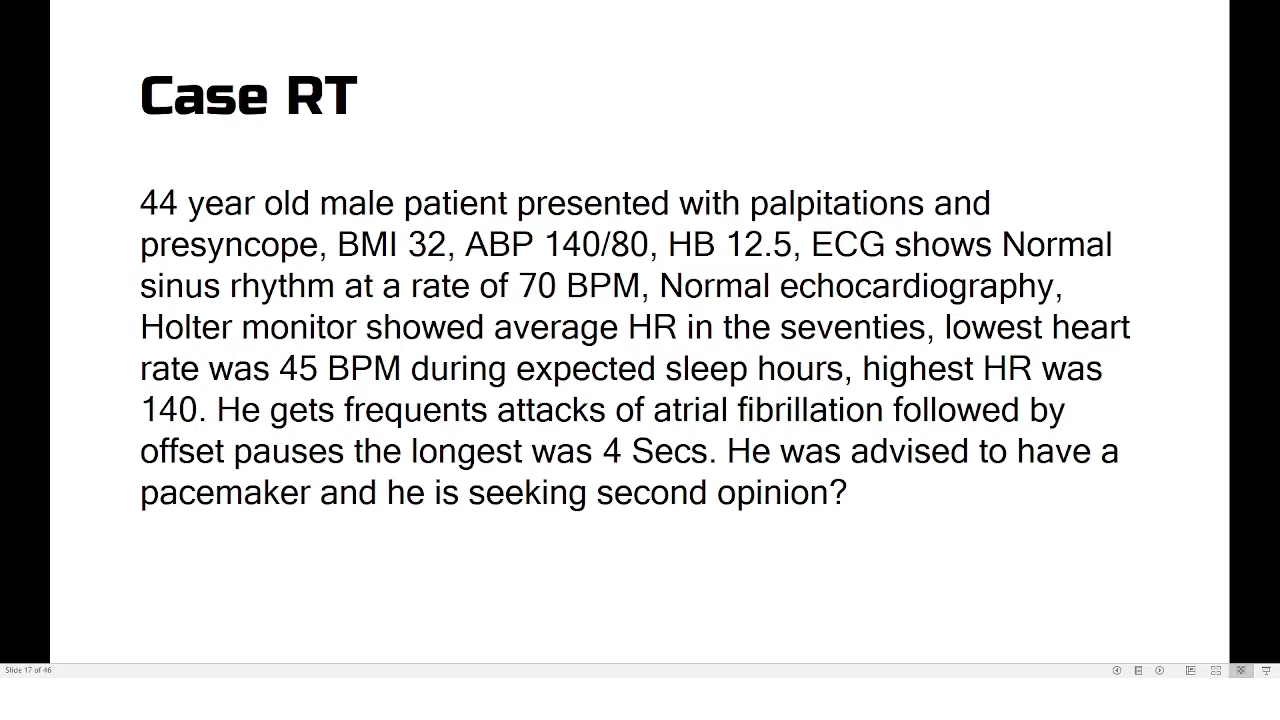 Case RT
44 year old male patient presented with palpitations and
presyncope, BMI 32, ABP 140/80, HB 12.5, ECG shows Normal
sinus rhythm at a rate of 70 BPM, Normal echocardiography,
Holter monitor showed average HR in the seventies, lowest heart
rate was 45 BPM during expected sleep hours, highest HR was
140. He gets frequents attacks of atrial fibrillation followed by
offset pauses the longest was 4 Secs. He was advised to have a
pacemaker and he is seeking second opinion?
Slide 17 of 46